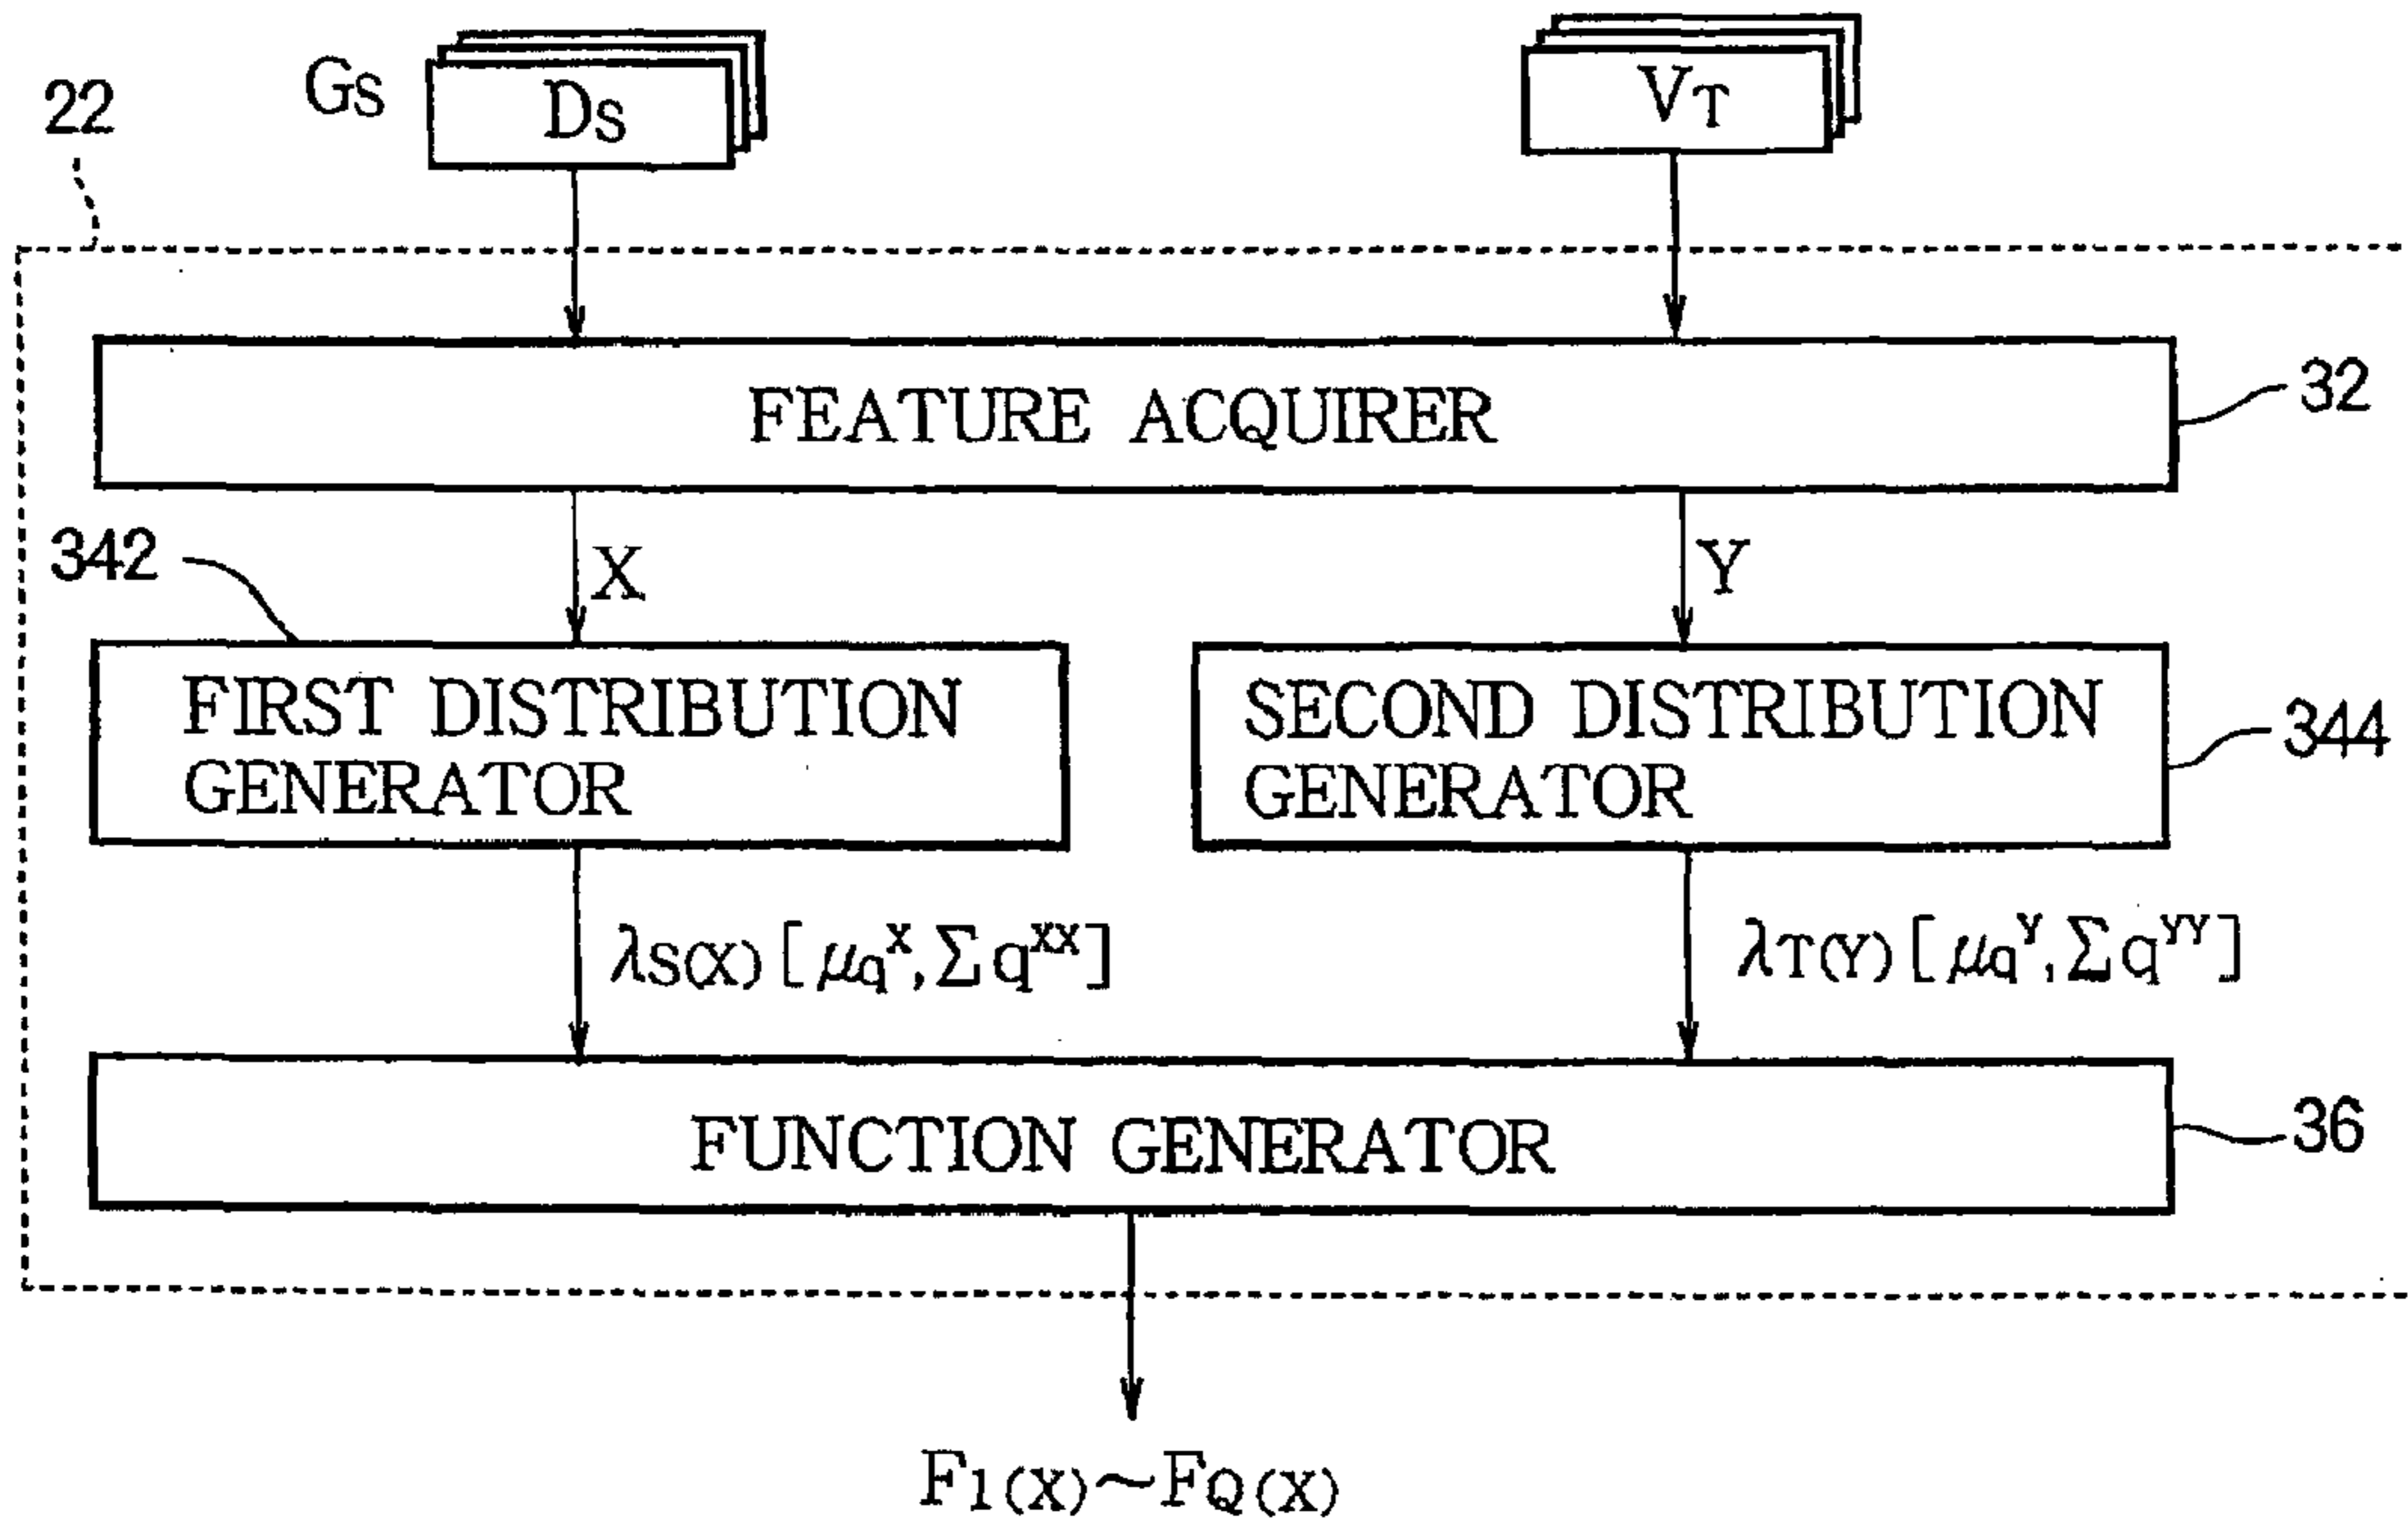 22
GS
DS
VT
FEATURE ACQUIRER
32
342
X
Y
FIRST DISTRIBUTION
GENERATOR
SECOND DISTRIBUTION
GENERATOR
344
λS(X) [μq^X, Σq^XX]
λT(Y) [μq^Y, Σq^YY]
FUNCTION GENERATOR
36
F1(X)~FQ(X)